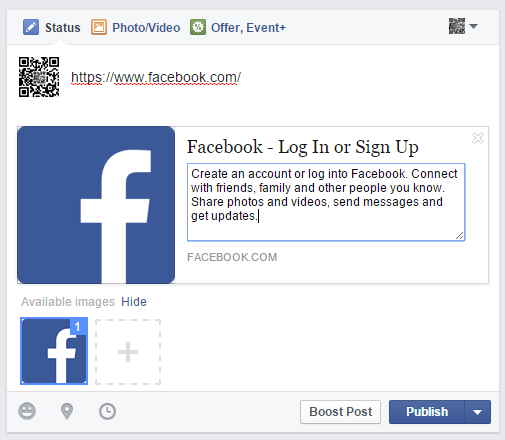 Status Photo/Video Offer, Event+
https://www.facebook.com/
Facebook - Log In or Sign Up
Create an account or log into Facebook. Connect
with friends, family and other people you know.
Share photos and videos, send messages and
get updates.
FACEBOOK.COM
Available images Hide
1
Boost Post Publish